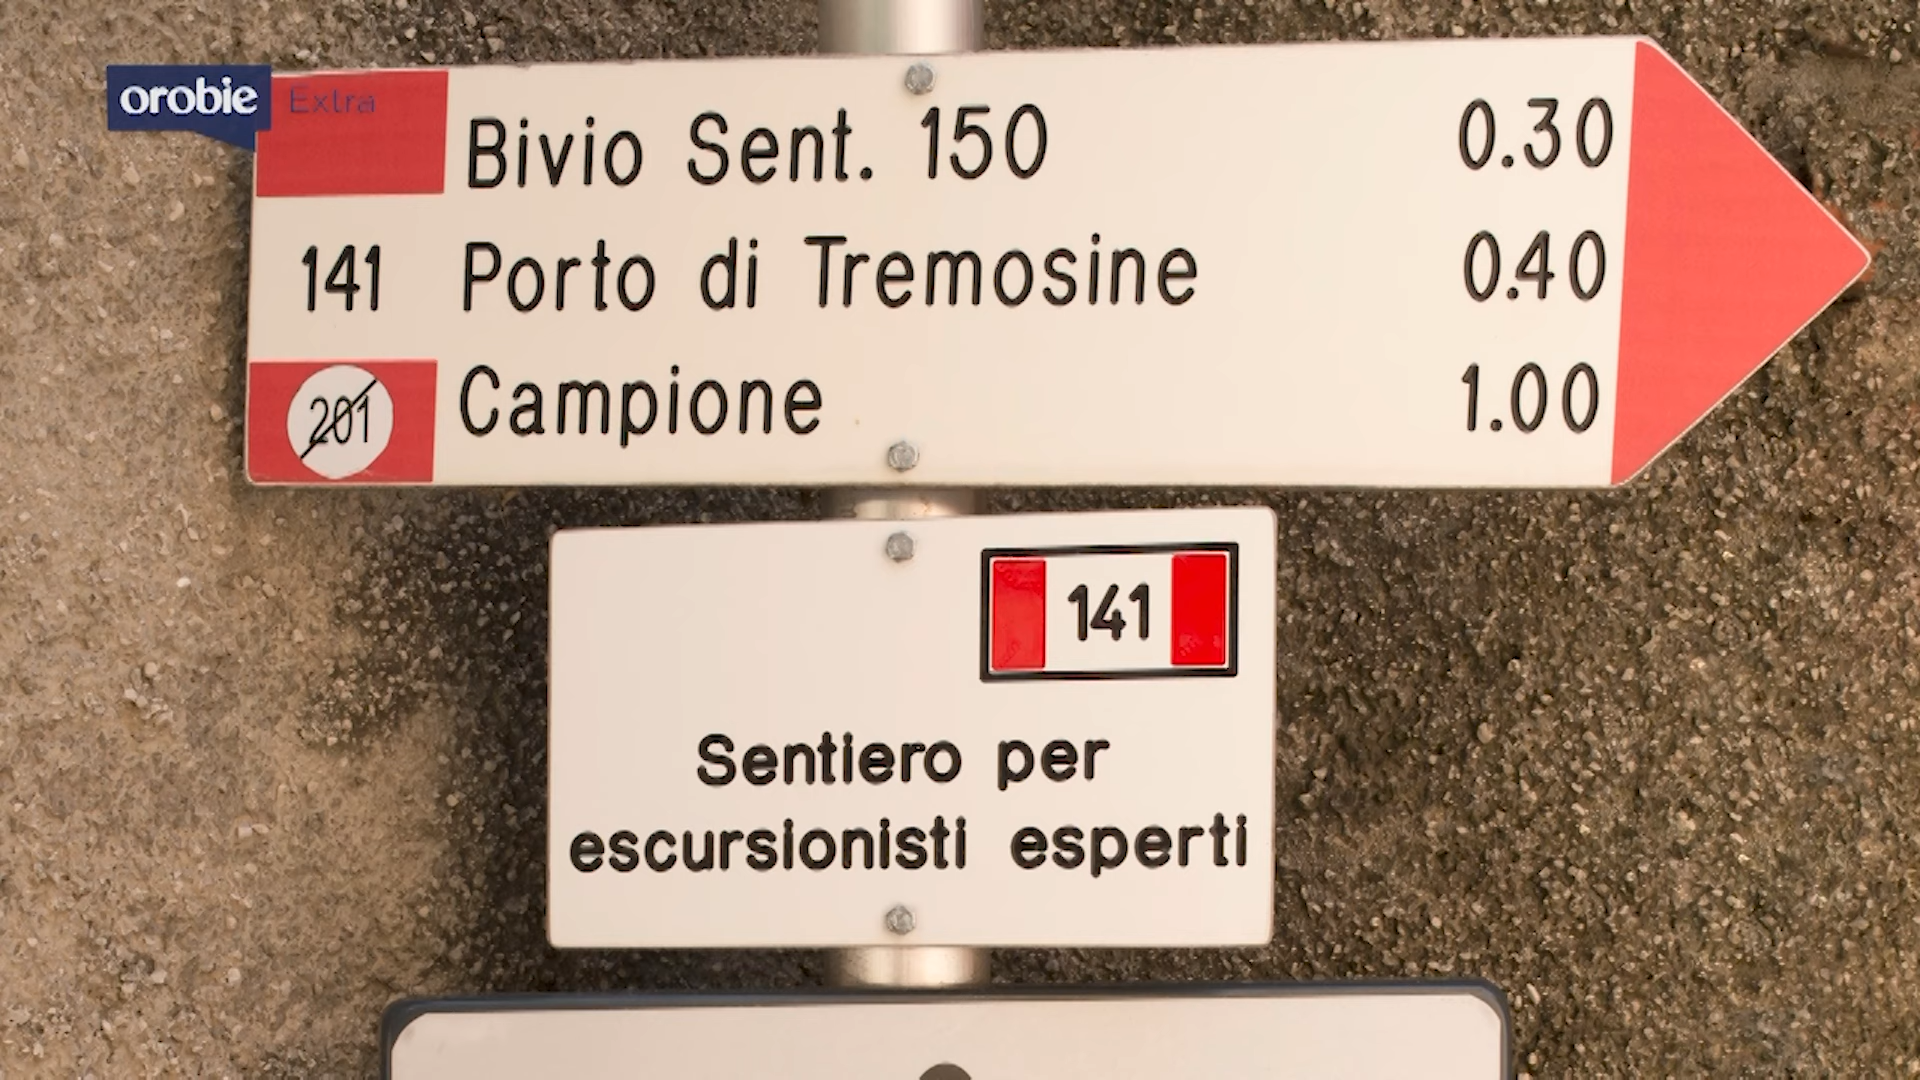 orobie Extra
Bivio Sent. 150 0.30
141 Porto di Tremosine 0.40
201 Campione 1.00
141
Sentiero per
escursionisti esperti